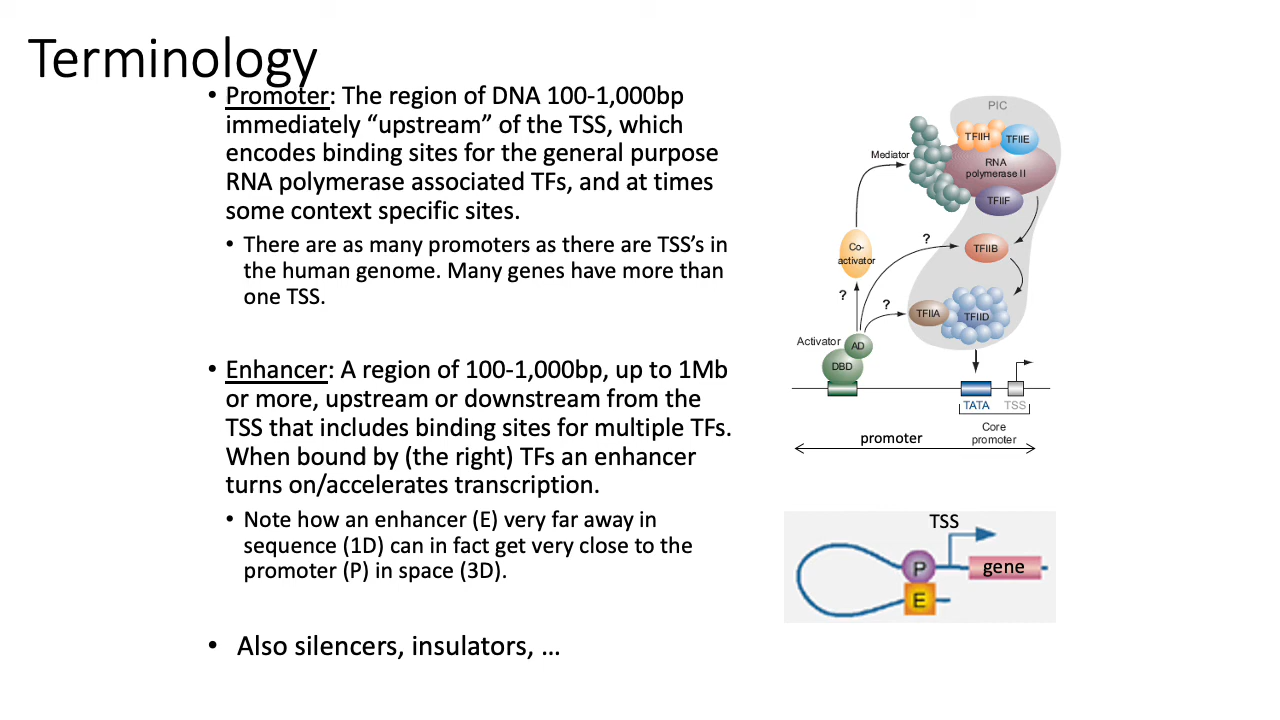 Terminology
• Promoter: The region of DNA 100-1,000bp
immediately “upstream” of the TSS, which
encodes binding sites for the general purpose
RNA polymerase associated TFs, and at times
some context specific sites.
• There are as many promoters as there are TSS’s in
the human genome. Many genes have more than
one TSS.
• Enhancer: A region of 100-1,000bp, up to 1Mb
or more, upstream or downstream from the
TSS that includes binding sites for multiple TFs.
When bound by (the right) TFs an enhancer
turns on/accelerates transcription.
• Note how an enhancer (E) very far away in
sequence (1D) can in fact get very close to the
promoter (P) in space (3D).
• Also silencers, insulators, …
PIC
TFIIH
TFIIE
Mediator
RNA
polymerase II
TFIIF
?
TFIIB
Co-
activator
?
?
TFIIA
TFIID
Activator
AD
DBD
TATA
TSS
Core
promoter
promoter
TSS
P
gene
E